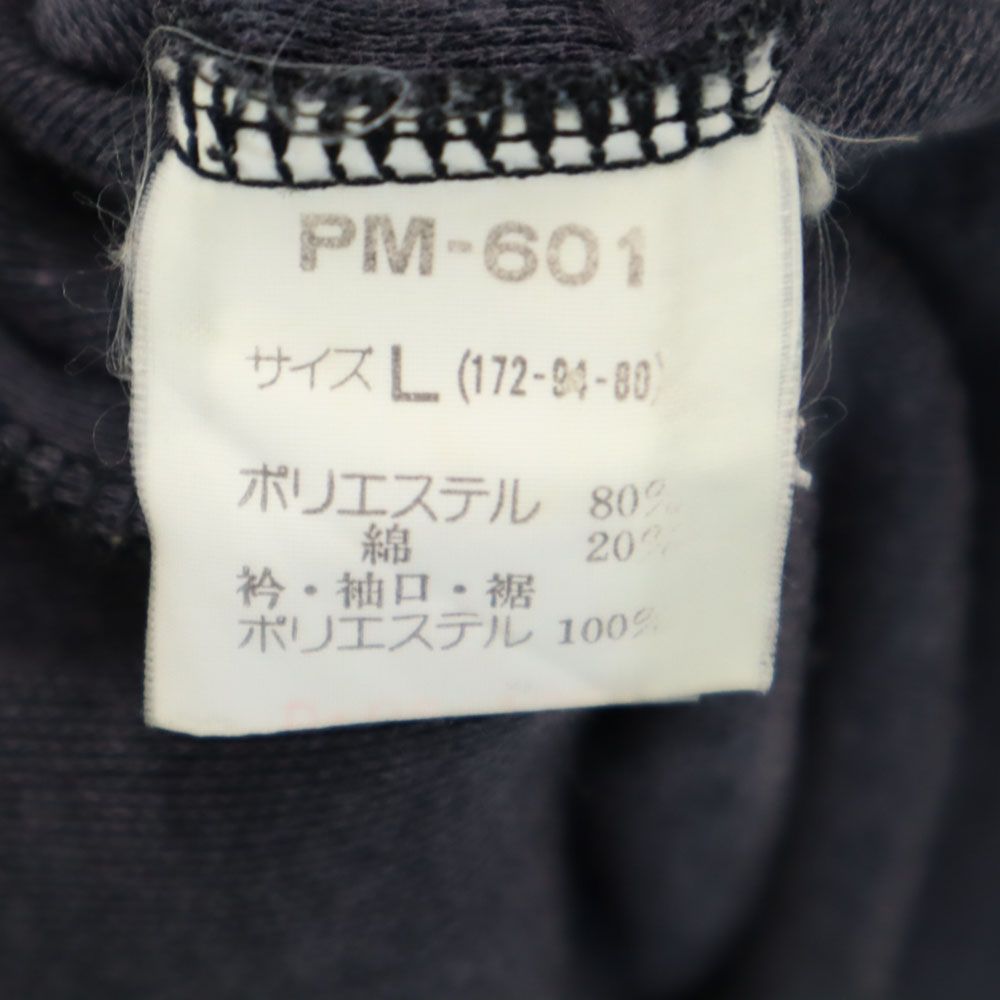 PM-601
サイズ L (172-94-80)
ポリエステル 80%
綿 20%
衿・袖口・裾
ポリエステル 100%